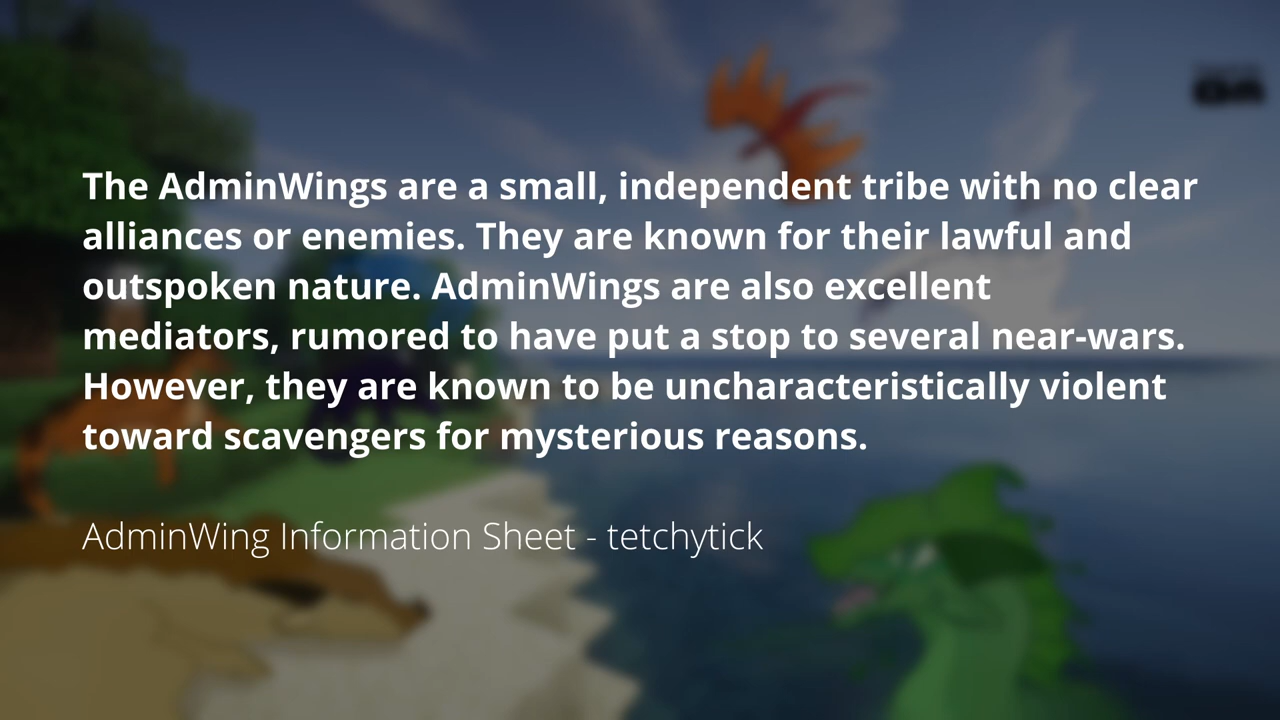 The AdminWings are a small, independent tribe with no clear
alliances or enemies. They are known for their lawful and
outspoken nature. AdminWings are also excellent
mediators, rumored to have put a stop to several near-wars.
However, they are known to be uncharacteristically violent
toward scavengers for mysterious reasons.
AdminWing Information Sheet - tetchytick